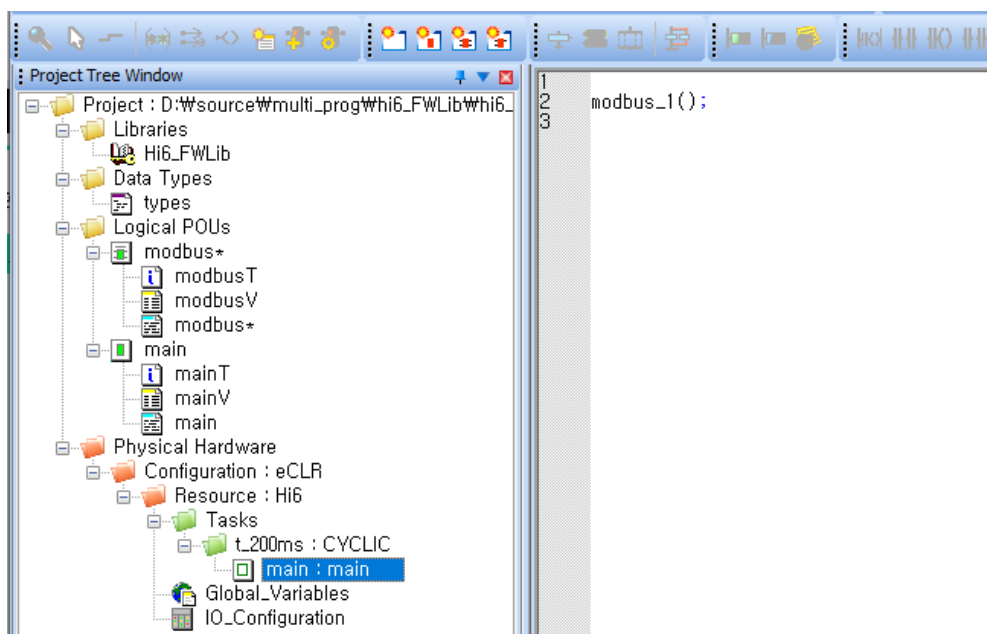 Project Tree Window
Project : D:₩source₩multi_prog₩hi6_FWLib₩hi6_
Libraries
Hi6_FWLib
Data Types
types
Logical POUs
modbus*
modbusT
modbusV
modbus*
main
mainT
mainV
main
Physical Hardware
Configuration : eCLR
Resource : Hi6
Tasks
t_200ms : CYCLIC
main : main
Global_Variables
IO_Configuration
1
2 modbus_1();
3